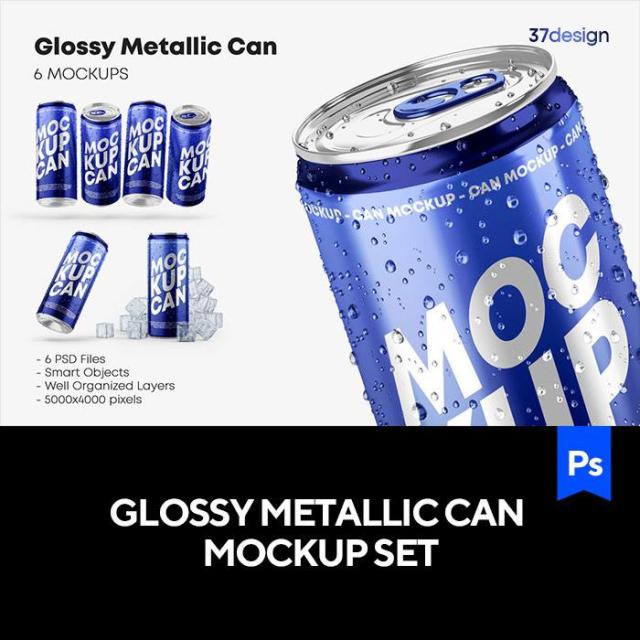 Glossy Metallic Can
6 MOCKUPS
37design
MOC
KUP
CAN
MOC
KUP
CAN
MOC
KUP
CAN
MOC
KUP
CAN
MOC
KUP
CAN
MOC
KUP
CAN
OCKUP - CAN MOCKUP - CAN MOCKUP - CAN
MOC
KUP
- 6 PSD Files
- Smart Objects
- Well Organized Layers
- 5000x4000 pixels
Ps
GLOSSY METALLIC CAN
MOCKUP SET